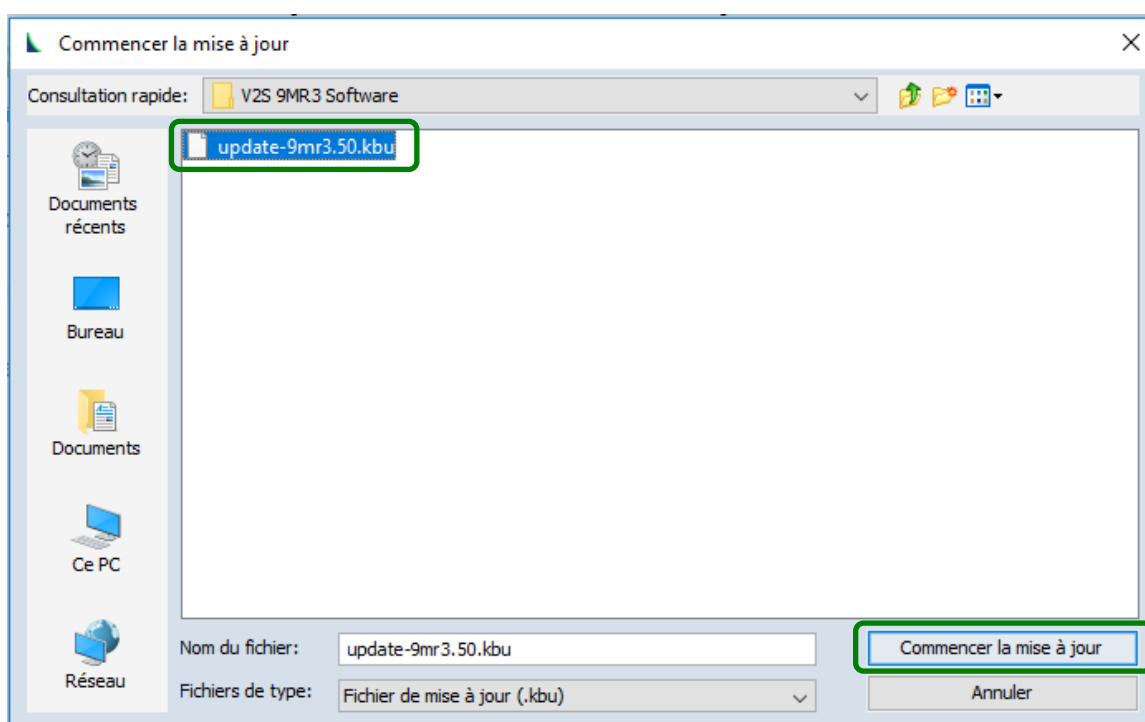 Commencer la mise à jour
Consultation rapide: V2S 9MR3 Software
update-9mr3.50.kbu
Documents
récents
Bureau
Documents
Ce PC
Réseau
Nom du fichier: update-9mr3.50.kbu Commencer la mise à jour
Fichiers de type: Fichier de mise à jour (.kbu) Annuler